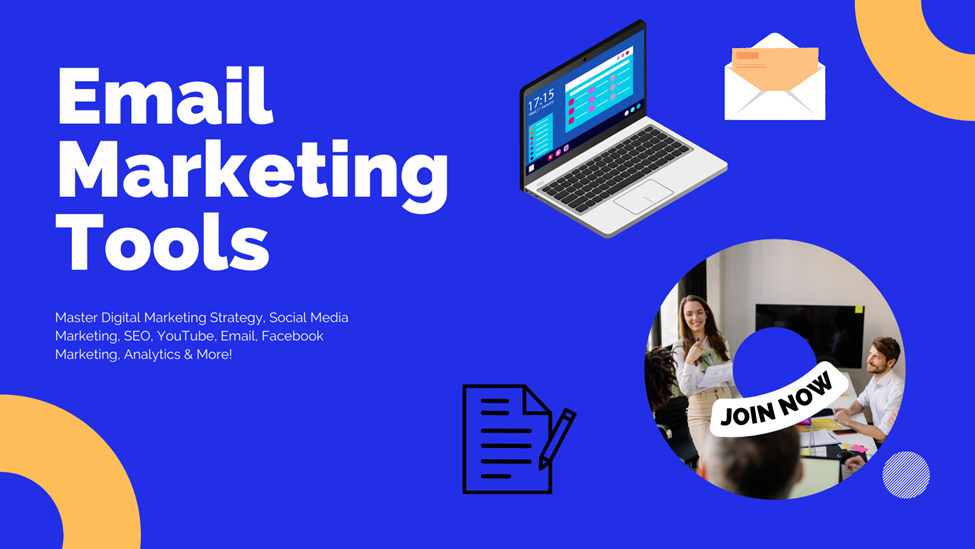 Email
Marketing
Tools
Master Digital Marketing Strategy, Social Media
Marketing, SEO, YouTube, Email, Facebook
Marketing, Analytics & More!
17:15
JOIN NOW